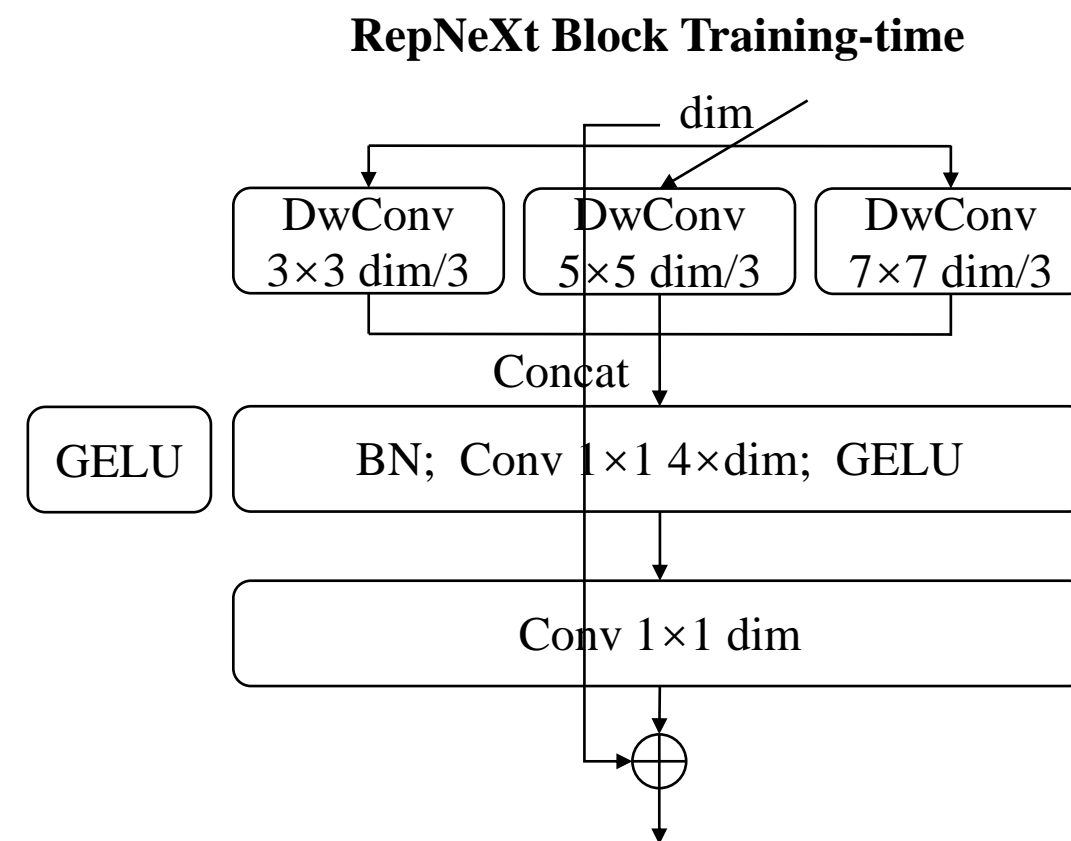 RepNeXt Block Training-time
dim
DwConv
3×3 dim/3
DwConv
5×5 dim/3
DwConv
7×7 dim/3
Concat
GELU
BN; Conv 1×1 4×dim; GELU
Conv 1×1 dim